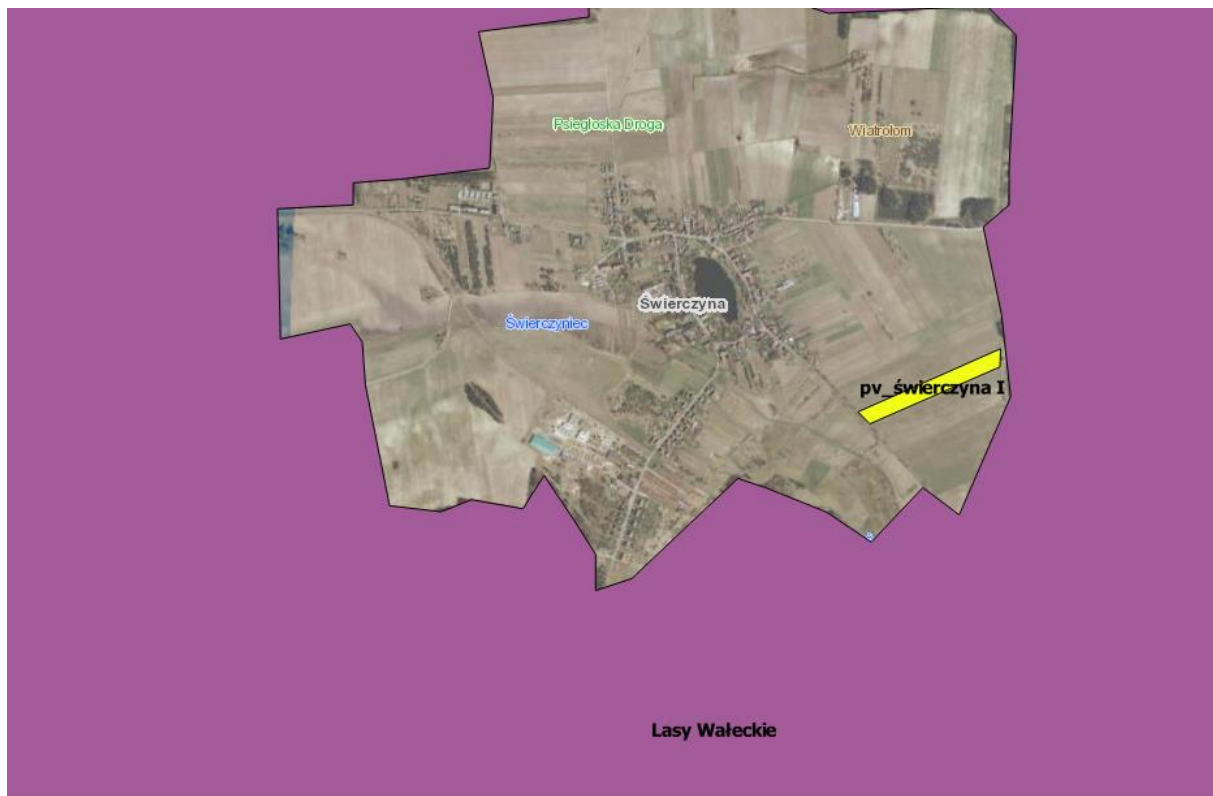 Psiegłoska Droga
Wiatrołom
Świerczyna
Świerczyniec
pv_świerczyna I
Lasy Wałeckie